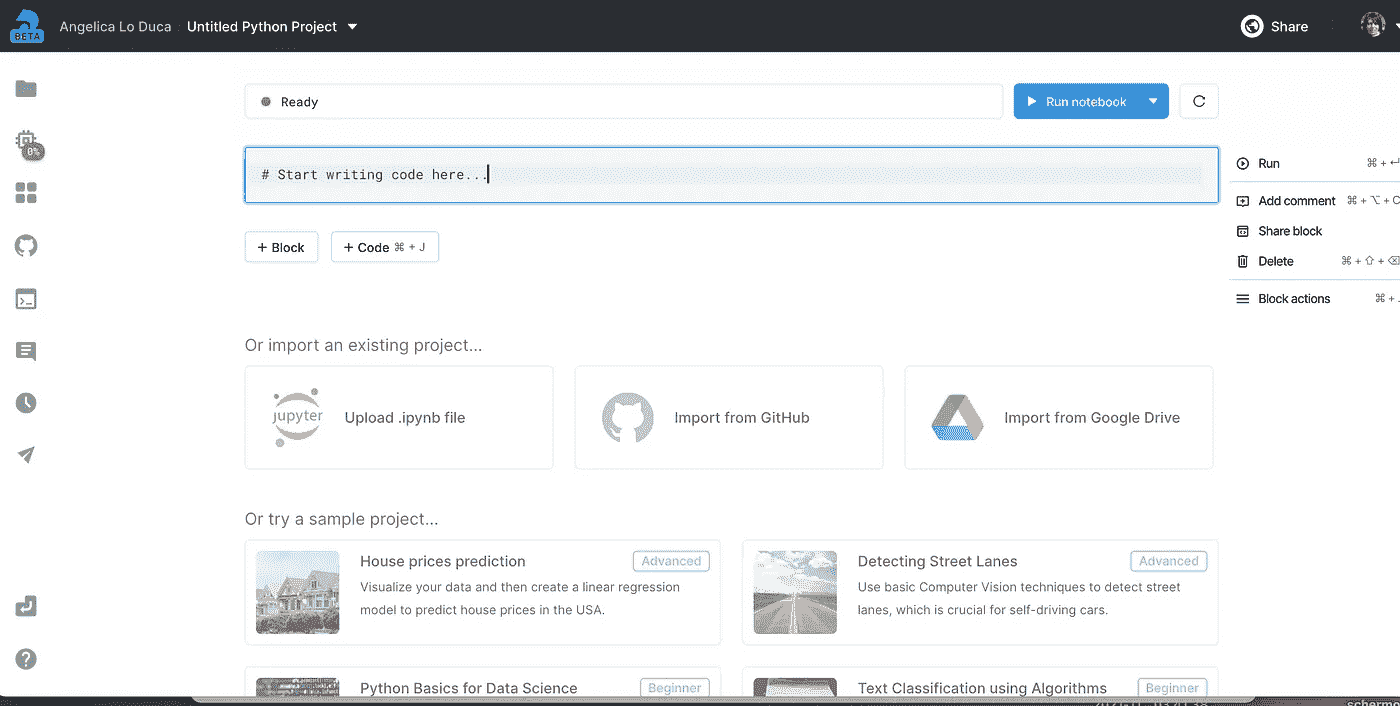 BETA
Angelica Lo Duca Untitled Python Project
Share
Ready
Run notebook
0%
# Start writing code here...
Run ⌘ + ↵
Add comment ⌘ + ⌥ + C
Share block
Delete ⌘ + ⇧ + ⌫
Block actions ⌘ +
+ Block
+ Code ⌘ + J
Or import an existing project...
jupyter
Upload .ipynb file
Import from GitHub
Import from Google Drive
Or try a sample project...
House prices prediction Advanced
Visualize your data and then create a linear regression
model to predict house prices in the USA.
Detecting Street Lanes Advanced
Use basic Computer Vision techniques to detect street
lanes, which is crucial for self-driving cars.
Python Basics for Data Science Beginner
Text Classification using Algorithms Beginner